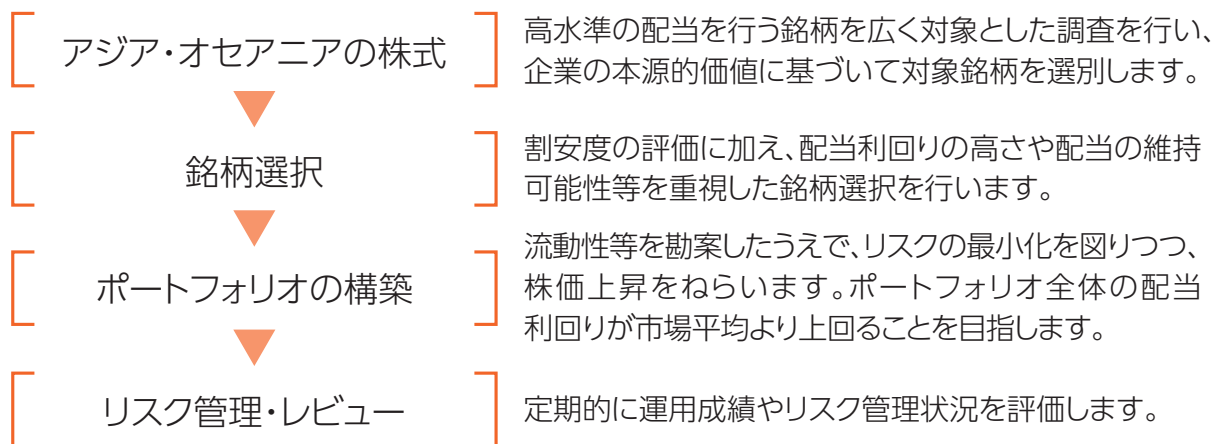 アジア・オセアニアの株式
高水準の配当を行う銘柄を広く対象とした調査を行い、
企業の本源的価値に基づいて対象銘柄を選別します。
銘柄選択
割安度の評価に加え、配当利回りの高さや配当の維持
可能性等を重視した銘柄選択を行います。
ポートフォリオの構築
流動性等を勘案したうえで、リスクの最小化を図りつつ、
株価上昇をねらいます。ポートフォリオ全体の配当
利回りが市場平均より上回ることを目指します。
リスク管理・レビュー
定期的に運用成績やリスク管理状況を評価します。